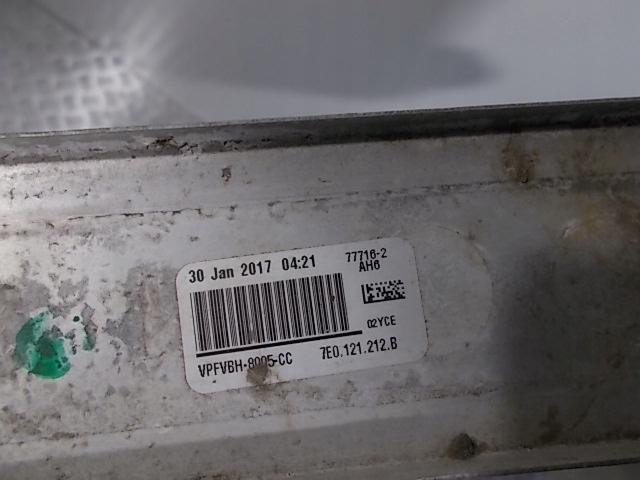 30 Jan 2017 04:21
77716-2
AH6
02YCE
VPFVBH-8005-CC
7E0.121.212.B